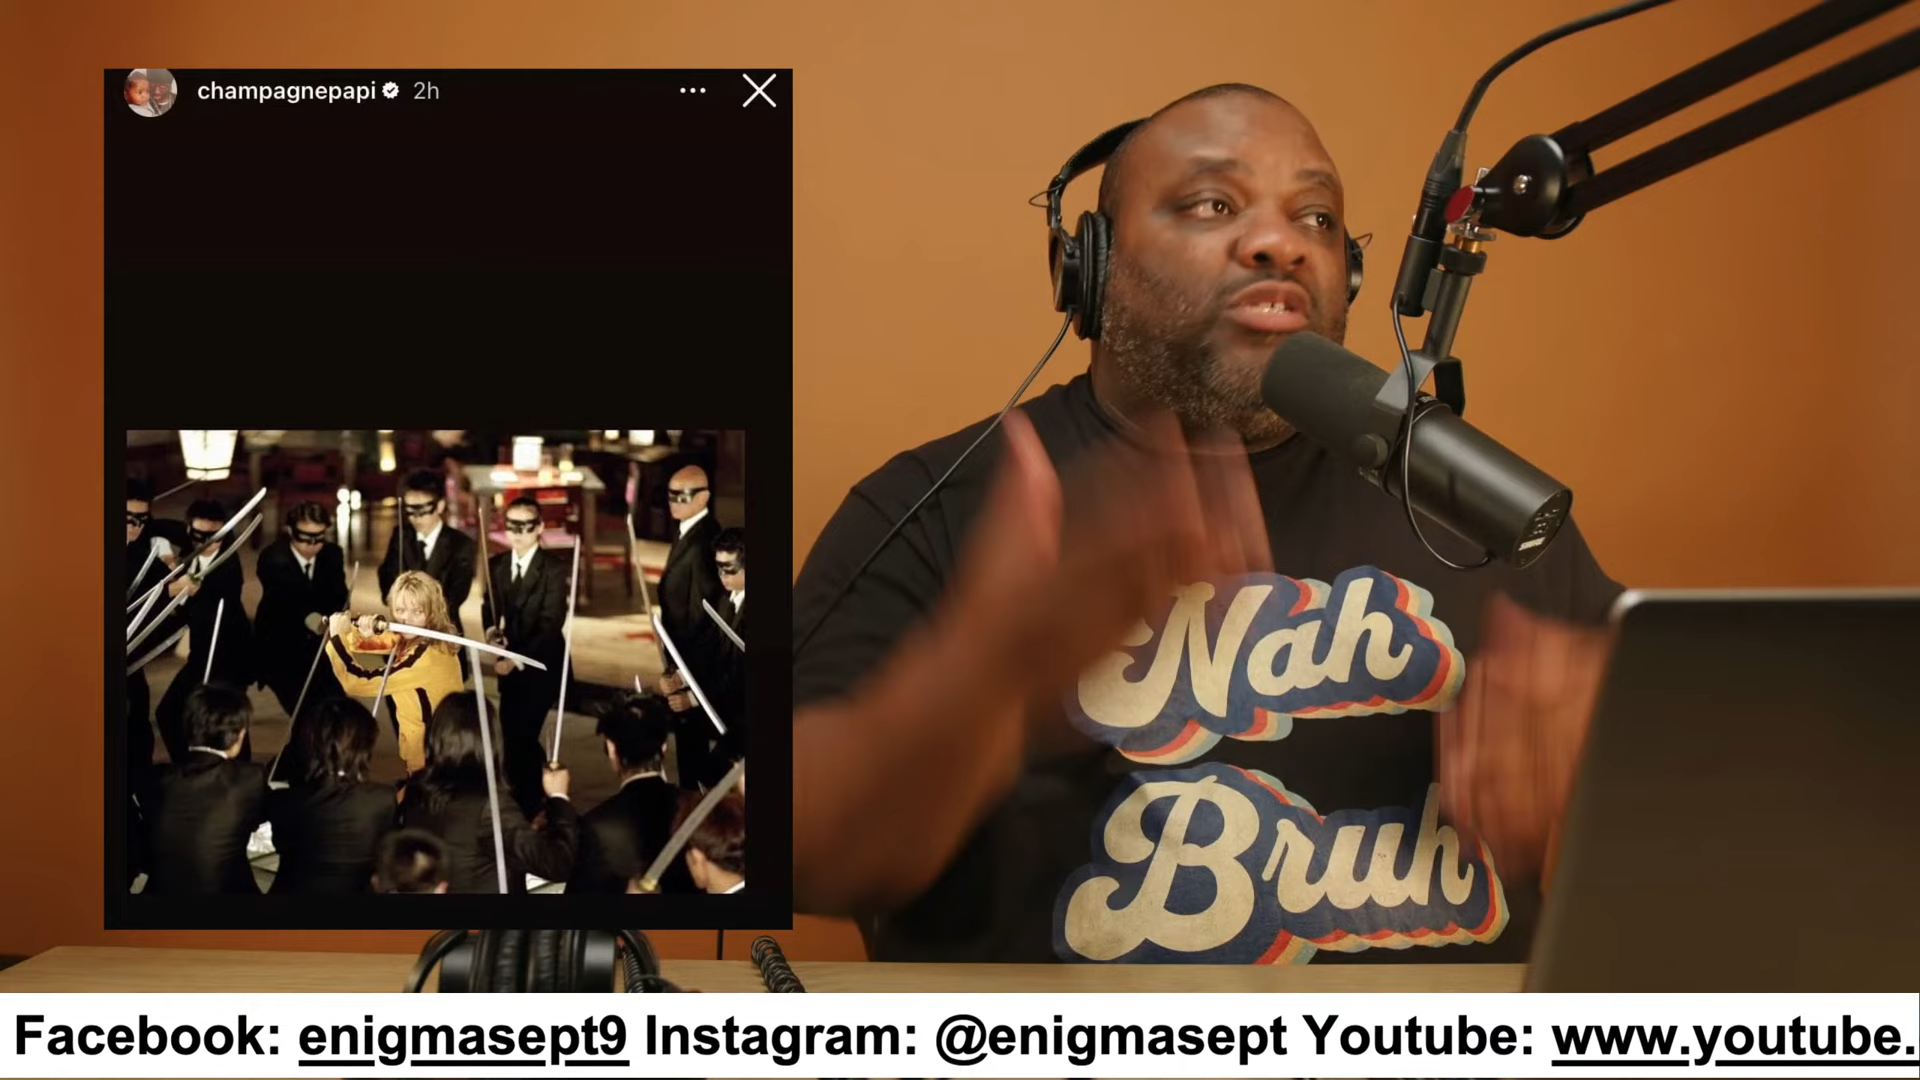 champagnepapi 2h
Nah
Bruh
Facebook: enigmasept9 Instagram: @enigmasept Youtube: www.youtube.